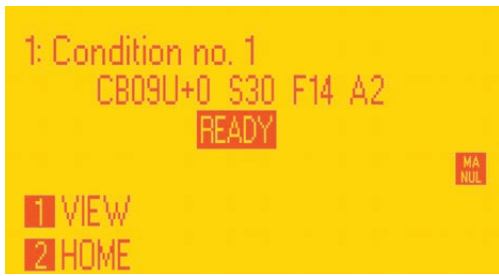 1: Condition no. 1
CB09U+0 S30 F14 A2
READY
MA
NUL
1 VIEW
2 HOME